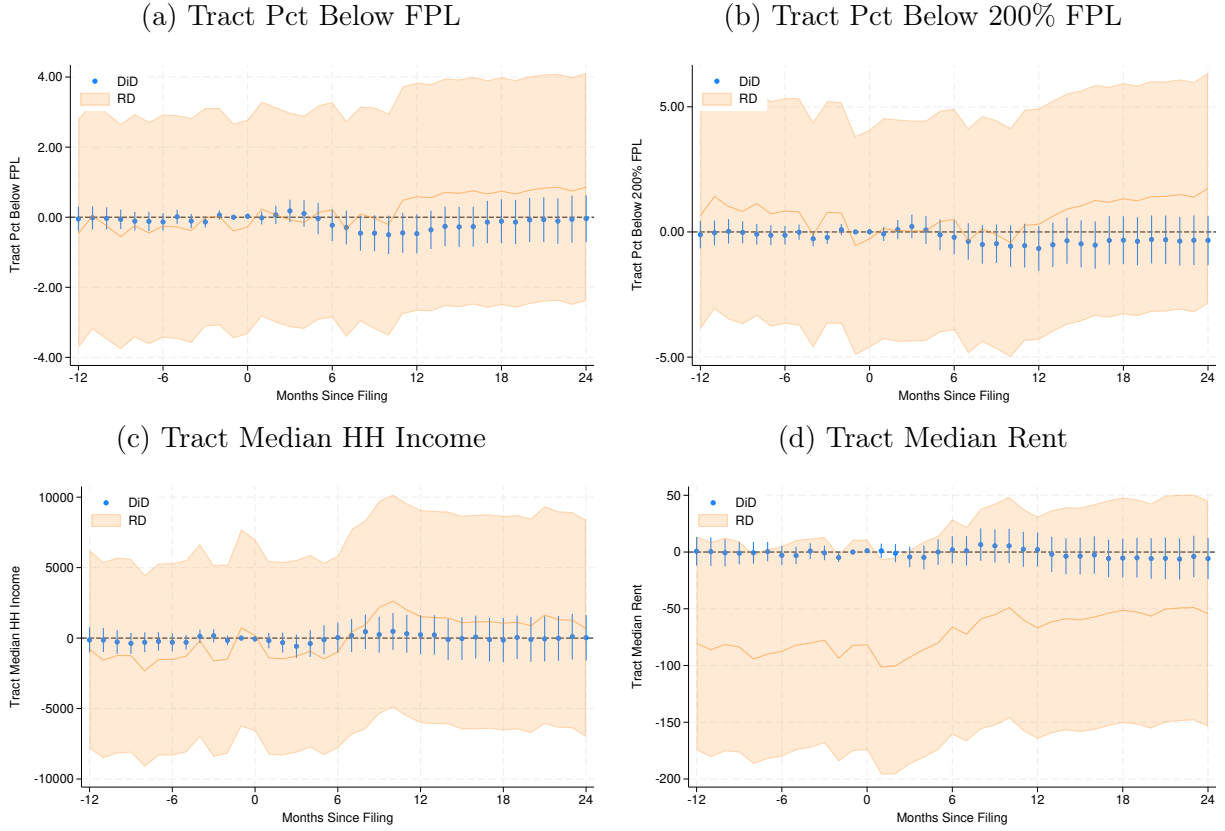 (a) Tract Pct Below FPL
DiD
RD
Tract Pct Below FPL
4.00
2.00
0.00
-2.00
-4.00
-12
-6
0
6
12
18
24
Months Since Filing
(b) Tract Pct Below 200% FPL
DiD
RD
Tract Pct Below 200% FPL
5.00
0.00
-5.00
-12
-6
0
6
12
18
24
Months Since Filing
(c) Tract Median HH Income
DiD
RD
Tract Median HH Income
10000
5000
0
-5000
-10000
-12
-6
0
6
12
18
24
Months Since Filing
(d) Tract Median Rent
DiD
RD
Tract Median Rent
50
0
-50
-100
-150
-200
-12
-6
0
6
12
18
24
Months Since Filing